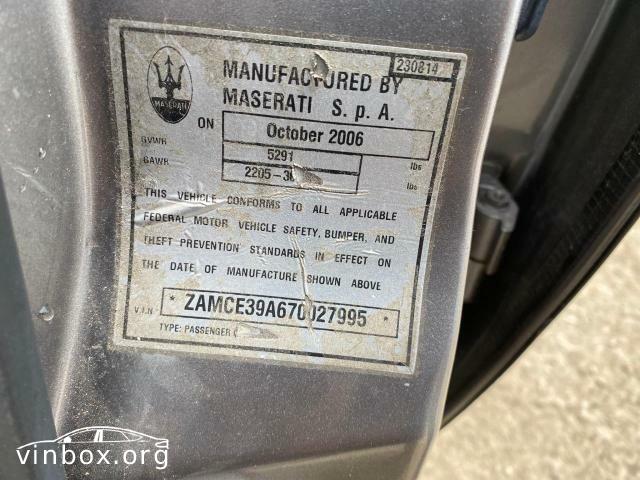 230814
MANUFACTURED BY
MASERATI S. p A.
MASERATI
ON October 2006
GVWR 5291 lbs
GAWR lbs
THIS VEHICLE CONFORMS TO ALL APPLICABLE
FEDERAL MOTOR VEHICLE SAFETY, BUMPER, AND
THEFT PREVENTION STANDARDS IN EFFECT ON
THE DATE OF MANUFACTURE SHOWN ABOVE
V.I.N * ZAMCE39A670027995 *
TYPE: PASSENGER
vinbox.org